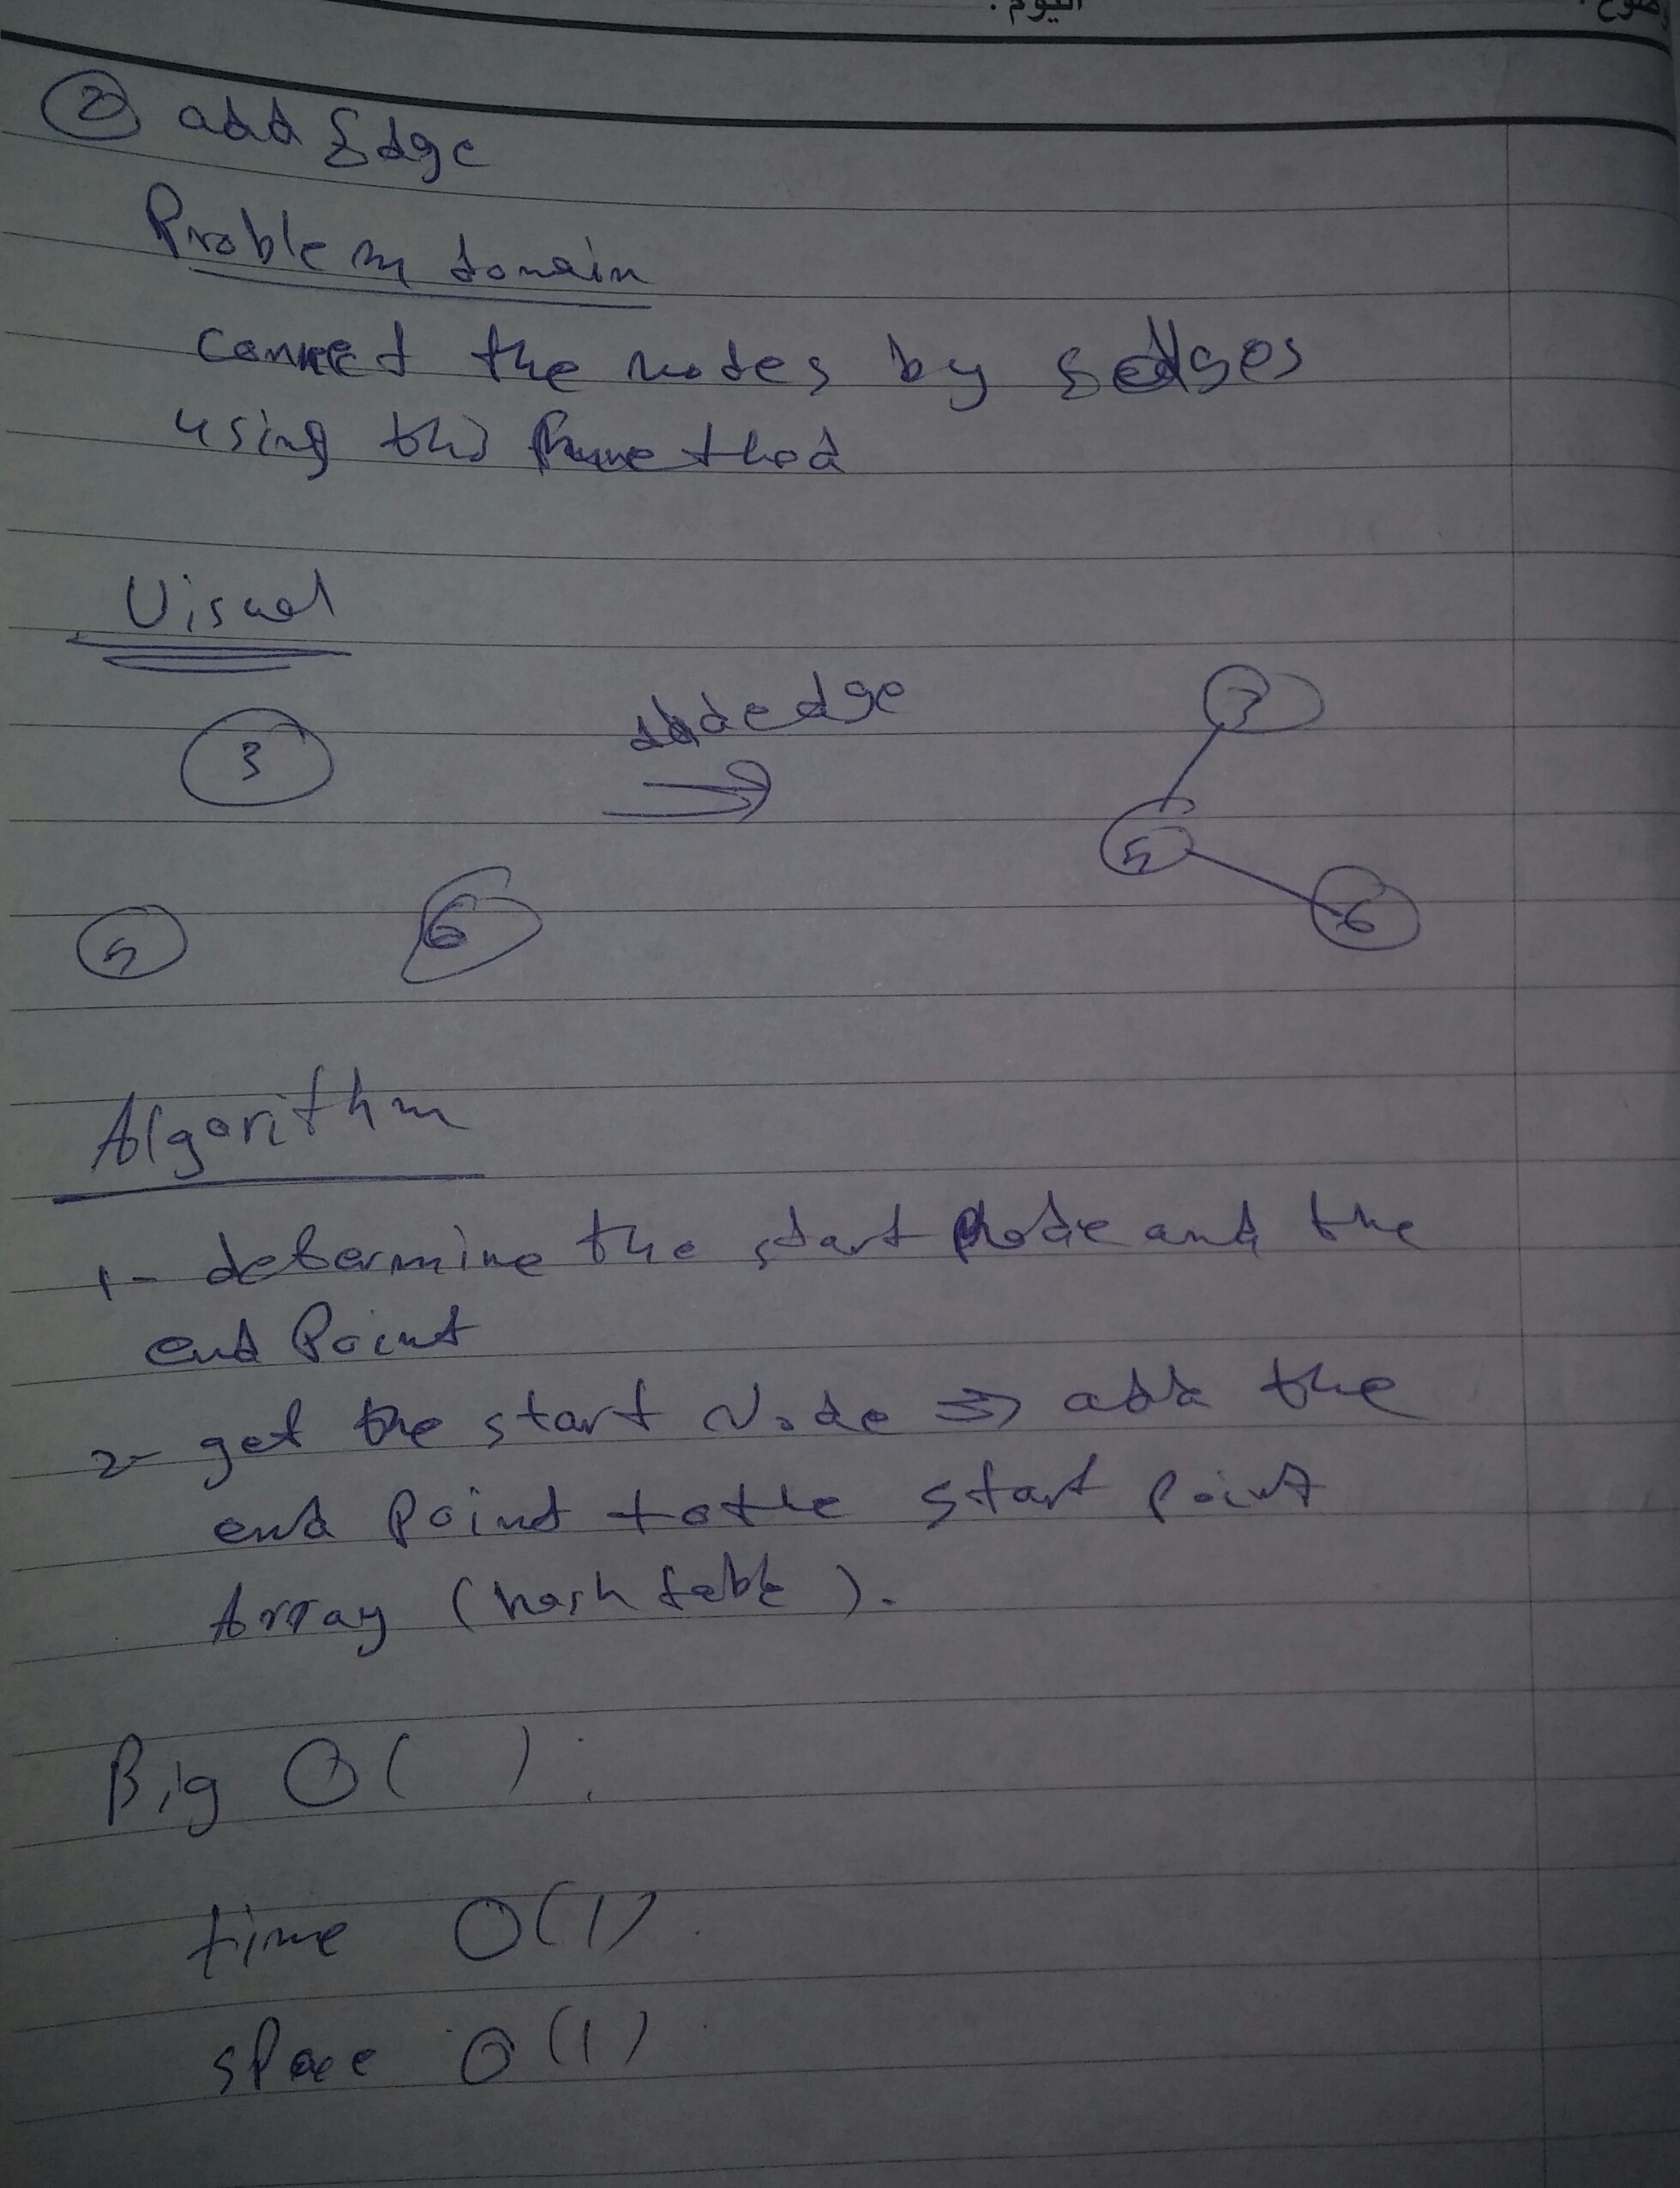 اليوم :
② add Edge
Problem domain
connect the nodes by edges
using this method
Visual
3
add edge
3
5
5
6
6
Algorithm
1- determine the start Node and the
end Point
2- get the start Node ⇒ add the
end Point to the start point
Array (hash table).
Big O( ):
time O(1)
space O(1)